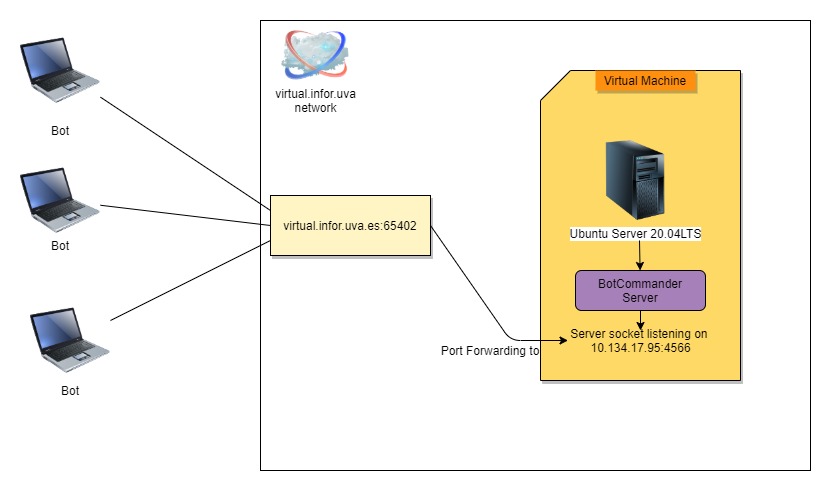 virtual.infor.uva
network
Virtual Machine
Bot
Bot
Bot
virtual.infor.uva.es:65402
Ubuntu Server 20.04LTS
BotCommander
Server
Server socket listening on
10.134.17.95:4566
Port Forwarding to